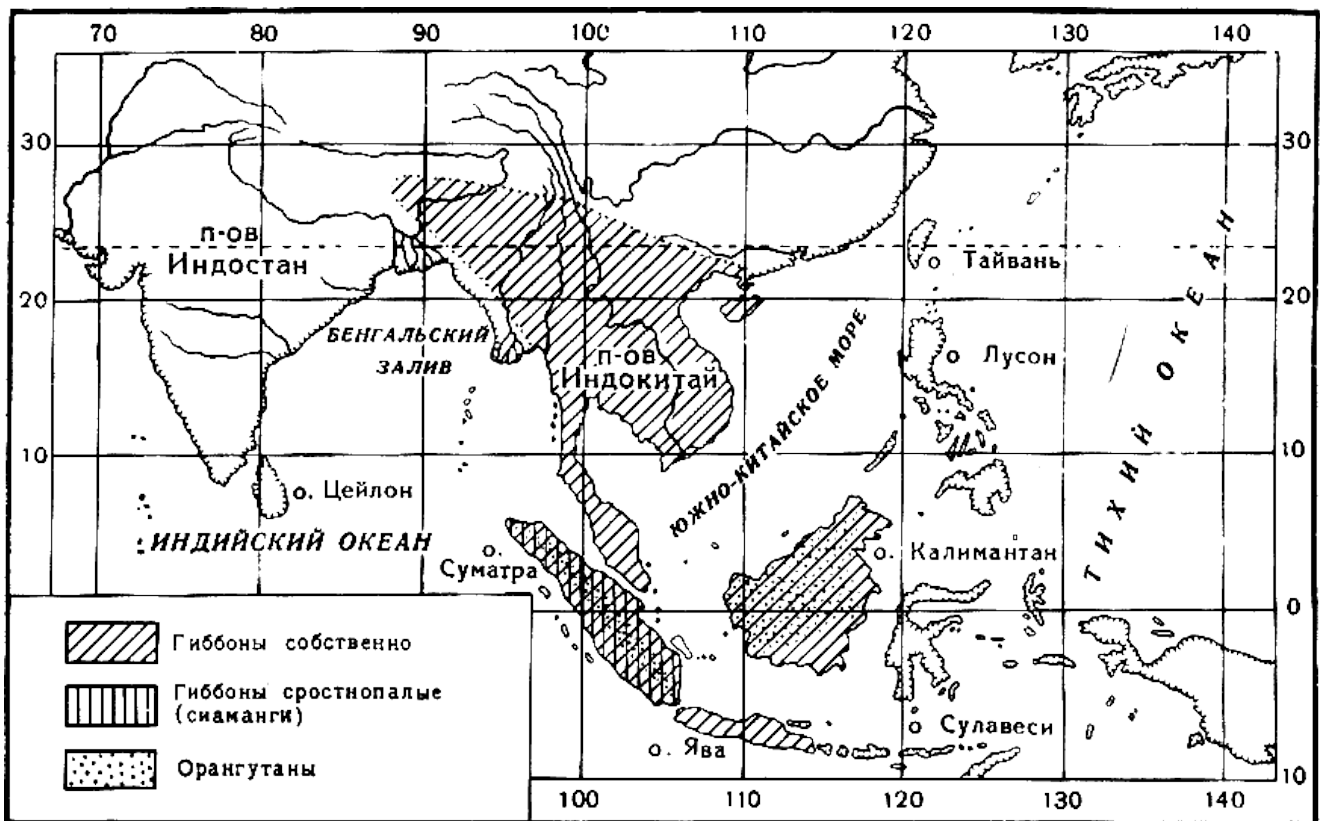 70 80 90 100 110 120 130 140
30 30
п-ов
Индостан
Тайвань
20 20
БЕНГАЛЬСКИЙ
ЗАЛИВ
п-ов
Индокитай
о Лусон
ЮЖНО-КИТАЙСКОЕ МОРЕ
ТИХИЙ ОКЕАН
10 10
о. Цейлон
ИНДИЙСКИЙ ОКЕАН
о.
Суматра
о. Калимантан
0
Гиббоны собственно
Гиббоны сростнопалые
(сиаманги)
Орангутаны
о. Сулавеси
о. Ява
10
100 110 120 130 140